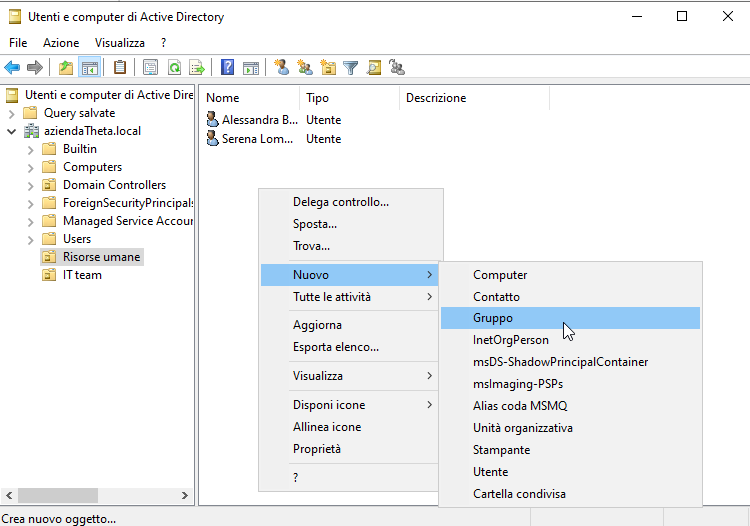 Utenti e computer di Active Directory
File Azione Visualizza ?
Utenti e computer di Active Direc
Query salvate
aziendaTheta.local
Builtin
Computers
Domain Controllers
ForeignSecurityPrincipals
Managed Service Accour
Users
Risorse umane
IT team
Nome Tipo Descrizione
Alessandra B... Utente
Serena Lom... Utente
Delega controllo...
Sposta...
Trova...
Nuovo
Tutte le attività
Aggiorna
Esporta elenco...
Visualizza
Disponi icone
Allinea icone
Proprietà
?
Computer
Contatto
Gruppo
InetOrgPerson
msDS-ShadowPrincipalContainer
msImaging-PSPs
Alias coda MSMQ
Unità organizzativa
Stampante
Utente
Cartella condivisa
Crea nuovo oggetto...